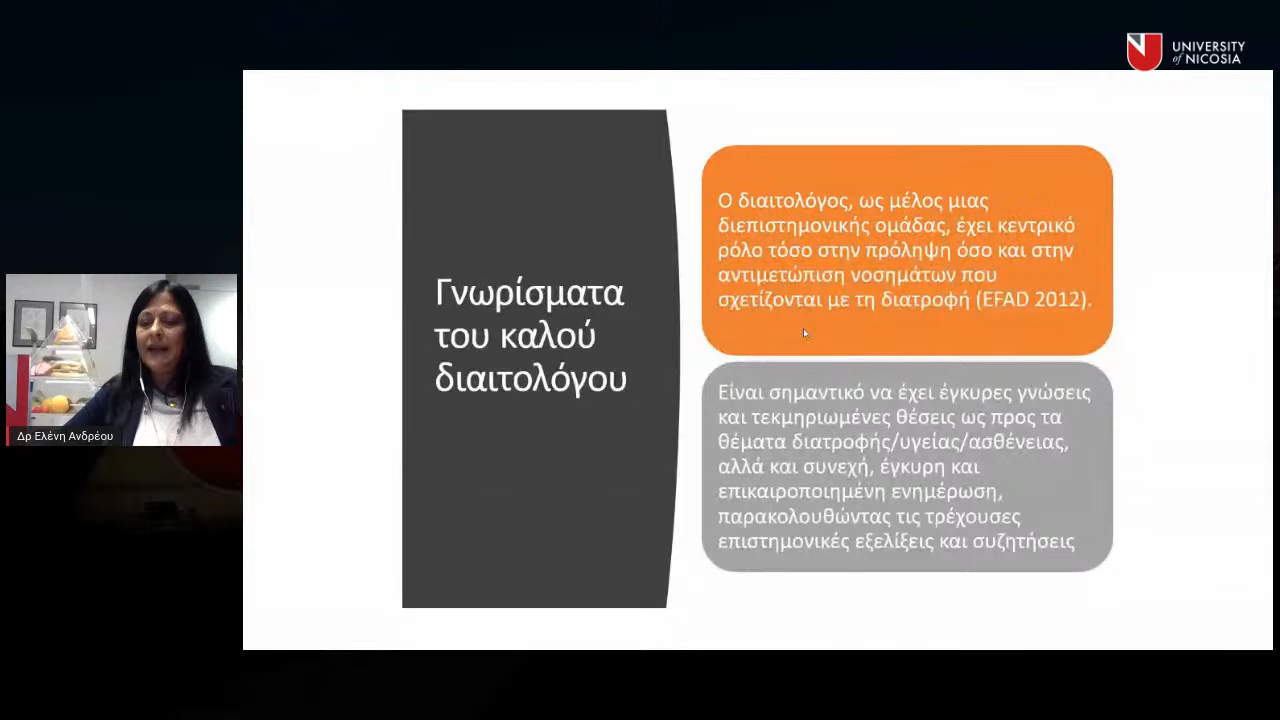 UNIVERSITY
of NICOSIA
Γνωρίσματα
του καλού
διαιτολόγου
Ο διαιτολόγος, ως μέλος μιας
διεπιστημονικής ομάδας, έχει κεντρικό
ρόλο τόσο στην πρόληψη όσο και στην
αντιμετώπιση νοσημάτων που
σχετίζονται με τη διατροφή (EFAD 2012).
Είναι σημαντικό να έχει έγκυρες γνώσεις
και τεκμηριωμένες θέσεις ως προς τα
θέματα διατροφής/υγείας/ασθένειας,
αλλά και συνεχή, έγκυρη και
επικαιροποιημένη ενημέρωση,
παρακολουθώντας τις τρέχουσες
επιστημονικές εξελίξεις και συζητήσεις
Δρ Ελένη Ανδρέου